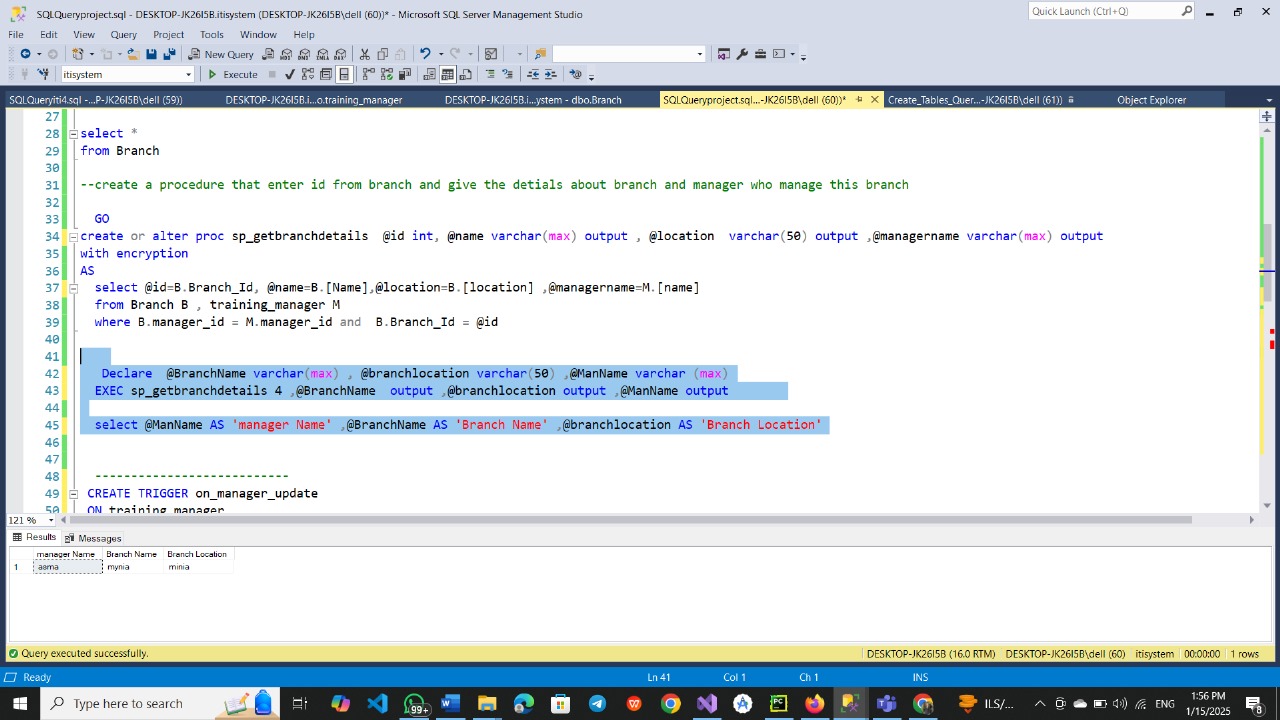 SQLQueryproject.sql - DESKTOP-JK26I5B.itisystem (DESKTOP-JK26I5B\dell (60))* - Microsoft SQL Server Management Studio
Quick Launch (Ctrl+Q)
File Edit View Query Project Tools Window Help
New Query
itisystem Execute
SQLQueryiti4.sql -...P-JK26I5B\dell (59)) DESKTOP-JK26I5B.i...o.training_manager DESKTOP-JK26I5B.i...ystem - dbo.Branch SQLQueryproject.sql...-JK26I5B\dell (60))* Create_Tables_Quer...-JK26I5B\dell (61)) Object Explorer
27
28 select *
29 from Branch
30
31 --create a procedure that enter id from branch and give the detials about branch and manager who manage this branch
32
33 GO
34 create or alter proc sp_getbranchdetails @id int, @name varchar(max) output , @location varchar(50) output ,@managername varchar(max) output
35 with encryption
36 AS
37 select @id=B.Branch_Id, @name=B.[Name],@location=B.[location] ,@managername=M.[name]
38 from Branch B , training_manager M
39 where B.manager_id = M.manager_id and B.Branch_Id = @id
40
41
42 Declare @BranchName varchar(max) , @branchlocation varchar(50) ,@ManName varchar (max)
43 EXEC sp_getbranchdetails 4 ,@BranchName output ,@branchlocation output ,@ManName output
44
45 select @ManName AS 'manager Name' ,@BranchName AS 'Branch Name' ,@branchlocation AS 'Branch Location'
46
47
48 ---------------------------
49 CREATE TRIGGER on_manager_update
50 ON training_manager
121 %
Results Messages
manager Name Branch Name Branch Location
1 asma mynia minia
Query executed successfully. DESKTOP-JK26I5B (16.0 RTM) DESKTOP-JK26I5B\dell (60) itisystem 00:00:00 1 rows
Ready Ln 41 Col 1 Ch 1 INS
Type here to search 99+ ILS/... ENG 1:56 PM
1/15/2025 8